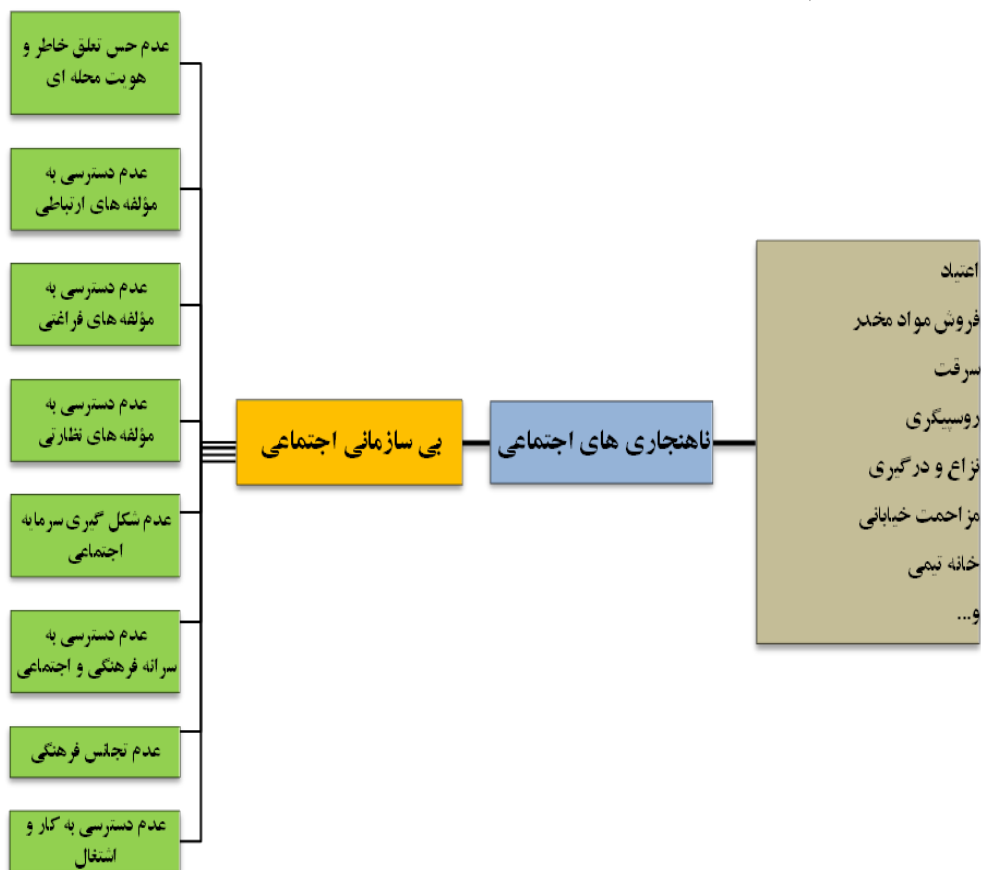 عدم حس تعلق خاطر و
هویت محله ای
عدم دسترسی به
مؤلفه های ارتباطی
عدم دسترسی به
مؤلفه های فراغتی
عدم دسترسی به
مؤلفه های نظارتی
عدم شکل گیری سرمایه
اجتماعی
عدم دسترسی به
سرانه فرهنگی و اجتماعی
عدم تجانس فرهنگی
عدم دسترسی به کار و
اشتغال
بی سازمانی اجتماعی
ناهنجاری های اجتماعی
اعتیاد
فروش مواد مخدر
سرقت
روسپیگری
نزاع و درگیری
مزاحمت خیابانی
خانه تیمی
و...